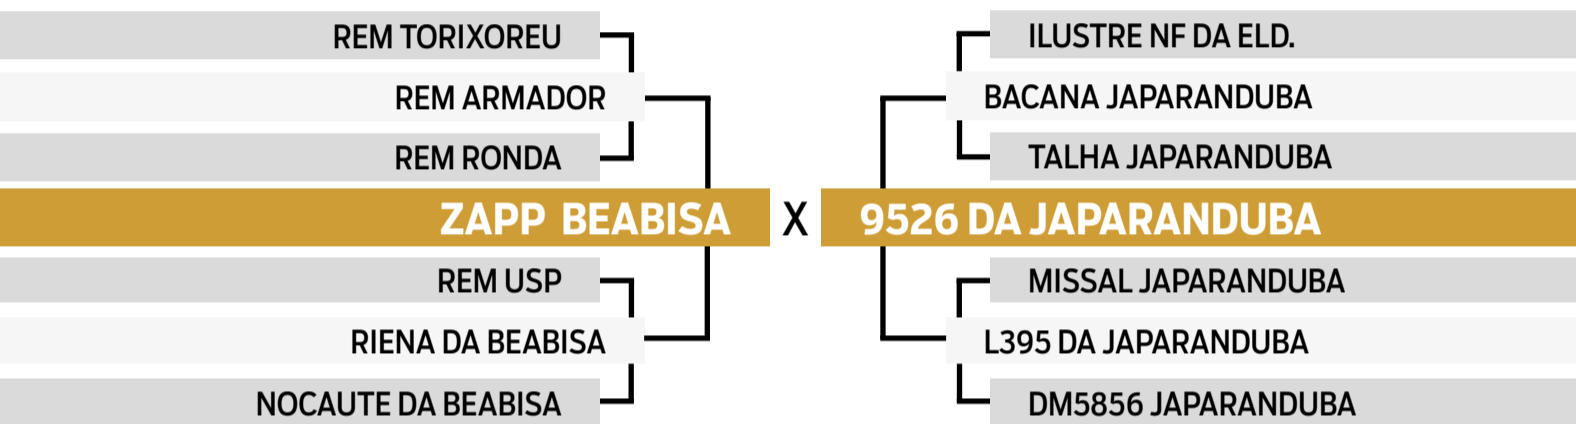 REM TORIXOREU
REM ARMADOR
REM RONDA
ZAPP BEABISA
REM USP
RIENA DA BEABISA
NOCAUTE DA BEABISA
X
ILUSTRE NF DA ELD.
BACANA JAPARANDUBA
TALHA JAPARANDUBA
9526 DA JAPARANDUBA
MISSAL JAPARANDUBA
L395 DA JAPARANDUBA
DM5856 JAPARANDUBA